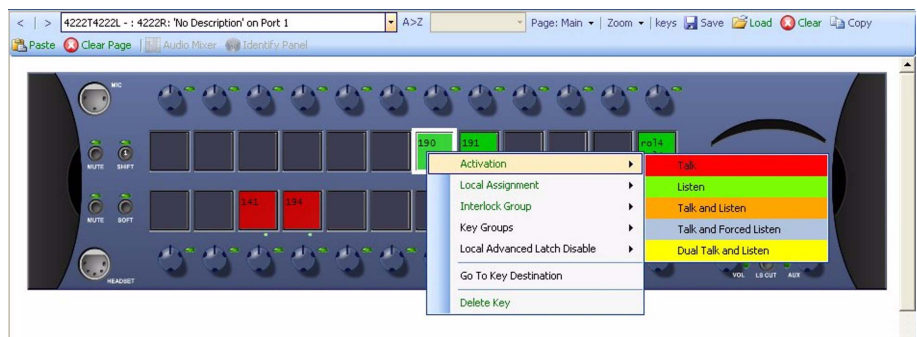 < | > 4222T4222L - : 4222R: 'No Description' on Port 1 A>Z Page: Main Zoom keys Save Load Clear Copy
Paste Clear Page Audio Mixer Identify Panel
MIC
190 191 rol4
MUTE SHIFT
Activation
Talk
Local Assignment
Listen
Interlock Group
Talk and Listen
141 194
Key Groups
Talk and Forced Listen
MUTE SOFT
Local Advanced Latch Disable
Dual Talk and Listen
Go To Key Destination
VOL LS CUT AUX
HEADSET
Delete Key